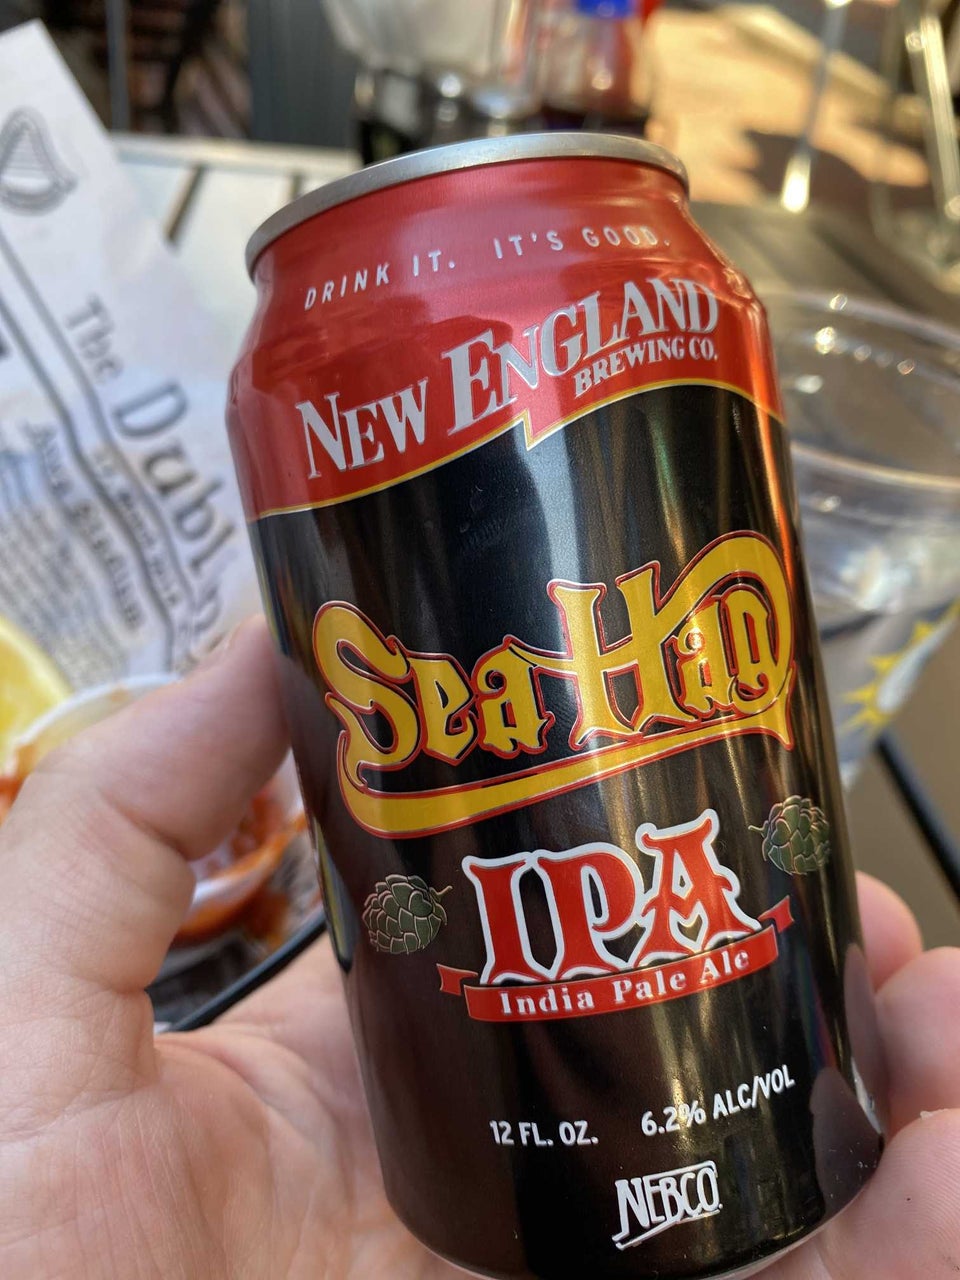 DRINK IT. IT'S GOOD.
NEW ENGLAND
BREWING CO.
Sea Hag
IPA
India Pale Ale
12 FL. OZ. 6.2% ALC/VOL
NEBCO
The Dubl